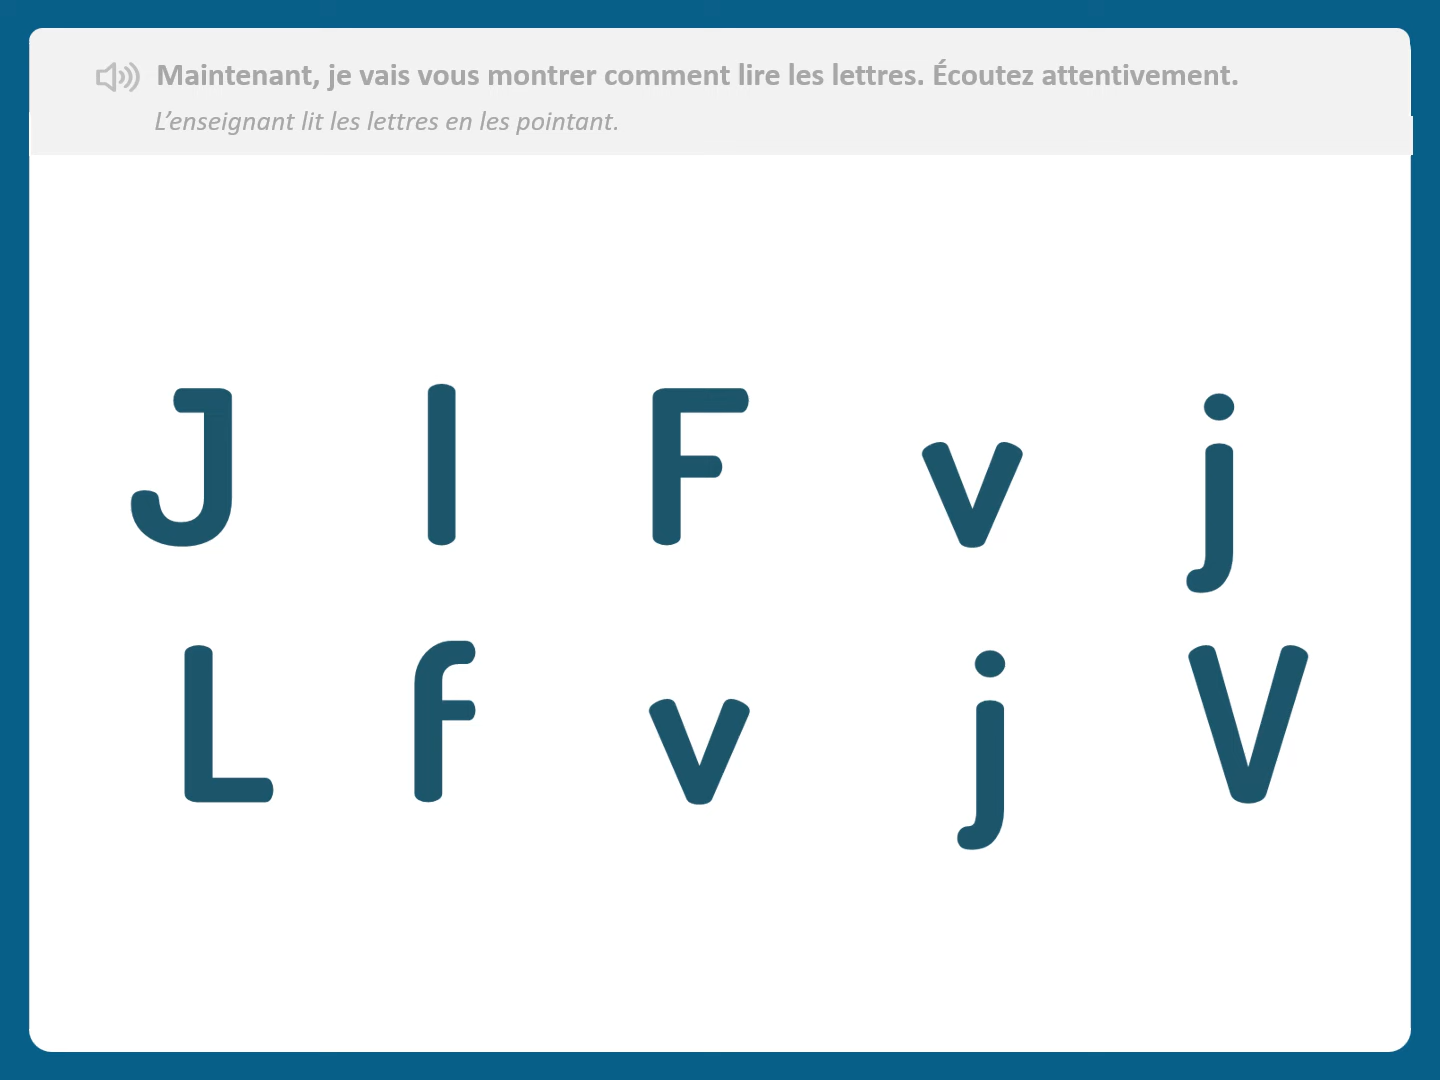 Maintenant, je vais vous montrer comment lire les lettres. Écoutez attentivement.
L’enseignant lit les lettres en les pointant.
J l F v j
L f v j V